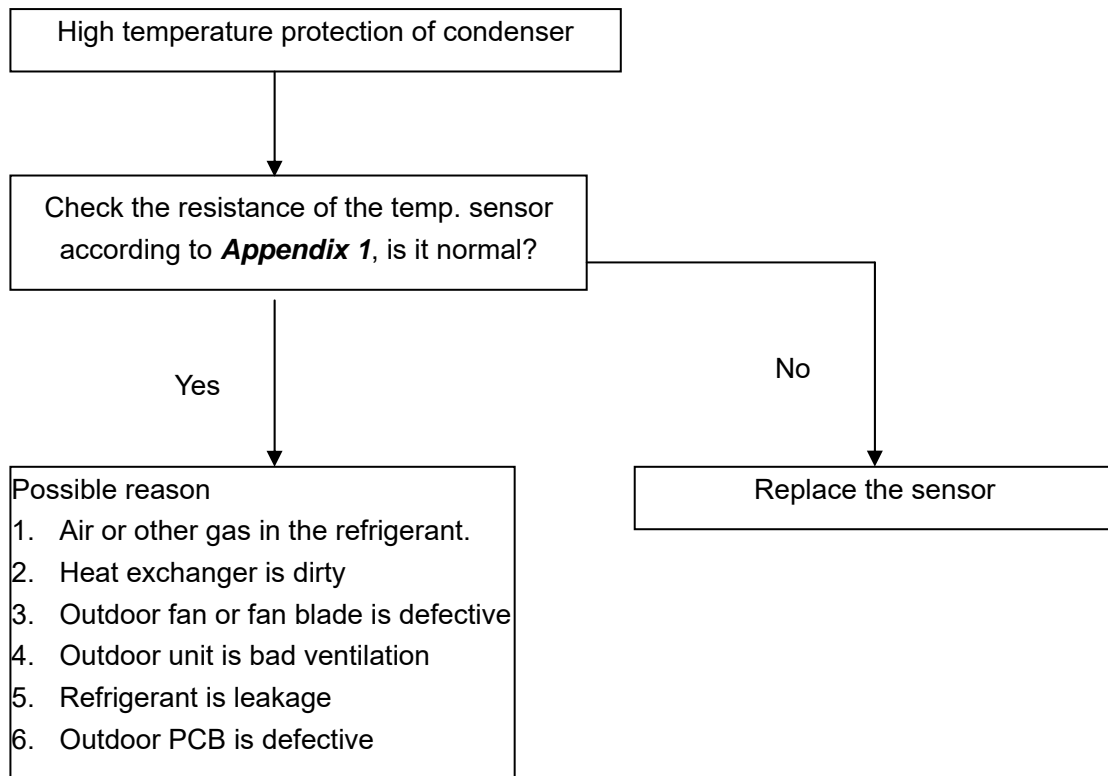 High temperature protection of condenser
Check the resistance of the temp. sensor
according to Appendix 1, is it normal?
Yes
No
Possible reason
1. Air or other gas in the refrigerant.
2. Heat exchanger is dirty
3. Outdoor fan or fan blade is defective
4. Outdoor unit is bad ventilation
5. Refrigerant is leakage
6. Outdoor PCB is defective
Replace the sensor